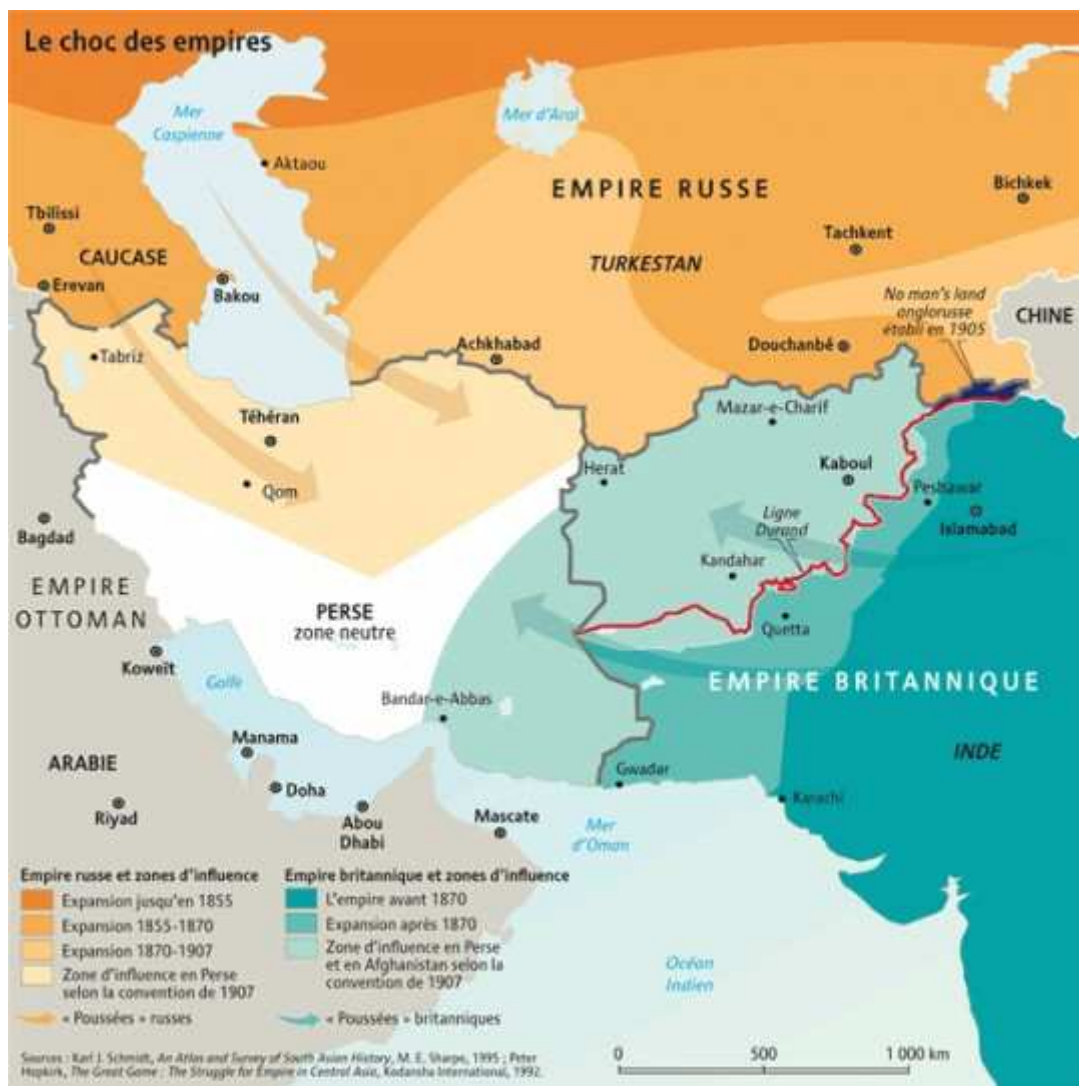 Le choc des empires
Mer
Caspienne
Mer d'Aral
Aktaou
EMPIRE RUSSE
Bichkek
Tbilissi
Tachkent
CAUCASE
TURKESTAN
Erevan
Bakou
No man's land
anglorusse
établi en 1905
CHINE
Tabriz
Achkhabad
Douchanbé
Téhéran
Mazar-e-Charif
Qom
Herat
Kaboul
Peshawar
Bagdad
Ligne
Durand
Islamabad
Kandahar
EMPIRE
OTTOMAN
PERSE
zone neutre
Quetta
Koweït
Golfe
EMPIRE BRITANNIQUE
Bandar-e-Abbas
Manama
INDE
ARABIE
Gwadar
Doha
Karachi
Riyad
Abou
Dhabi
Mascate
Mer
d'Oman
Empire russe et zones d'influence
Expansion jusqu'en 1855
Expansion 1855-1870
Expansion 1870-1907
Zone d'influence en Perse
selon la convention de 1907
« Poussées » russes
Empire britannique et zones d'influence
L'empire avant 1870
Expansion après 1870
Zone d'influence en Perse
et en Afghanistan selon la
convention de 1907
« Poussées » britanniques
Océan
Indien
Sources : Karl J. Schmidt, An Atlas and Survey of South Asian History, M. E. Sharpe, 1995 ; Peter
Hopkirk, The Great Game : The Struggle for Empire in Central Asia, Kodansha International, 1992.
0 500 1 000 km